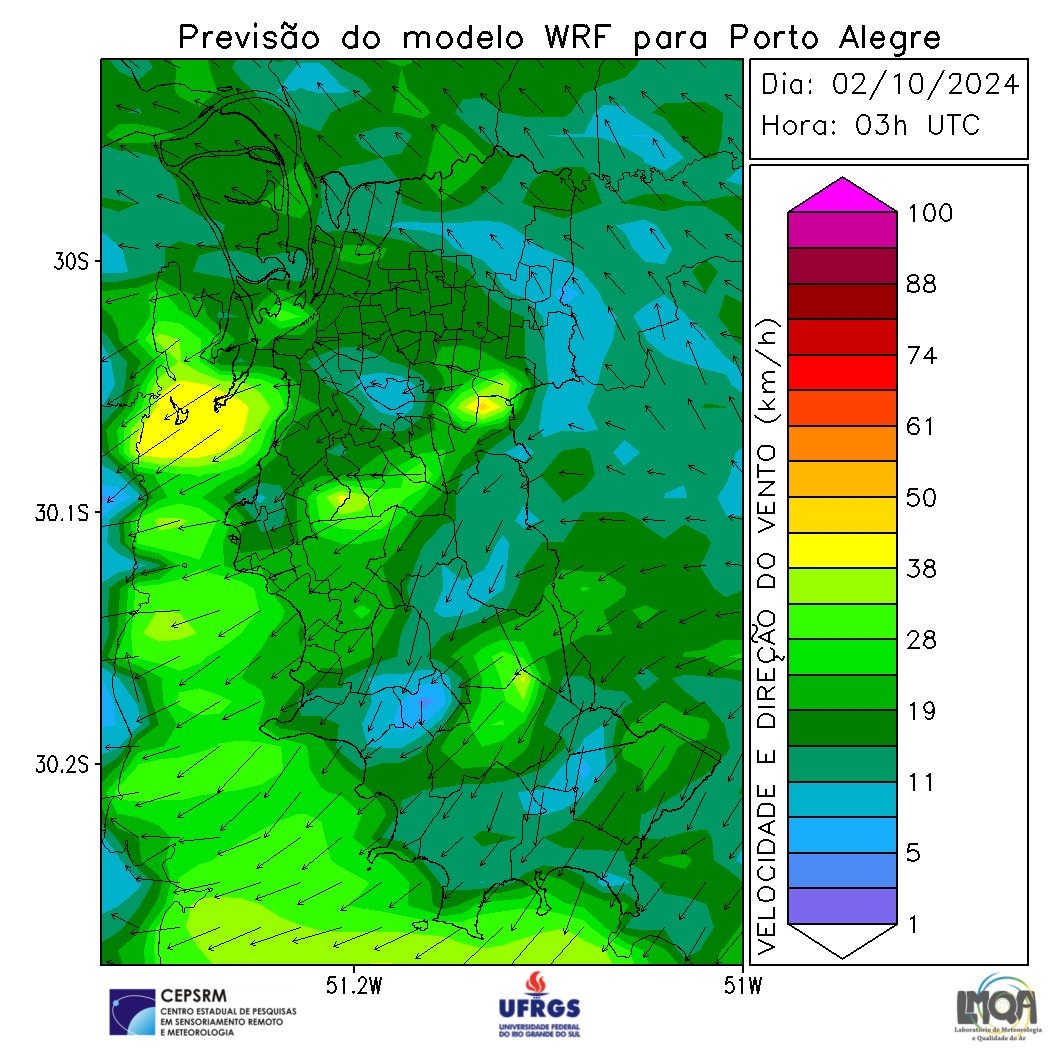 Previsão do modelo WRF para Porto Alegre
Dia: 02/10/2024
Hora: 03h UTC
30S
30.1S
30.2S
51.2W
51W
VELOCIDADE E DIREÇÃO DO VENTO (km/h)
100
88
74
61
50
38
28
19
11
5
1
CEPSRM
CENTRO ESTADUAL DE PESQUISAS
EM SENSORIAMENTO REMOTO
E METEOROLOGIA
UFRGS
UNIVERSIDADE FEDERAL
DO RIO GRANDE DO SUL
LMQA
Laboratório de Meteorologia
e Qualidade do Ar